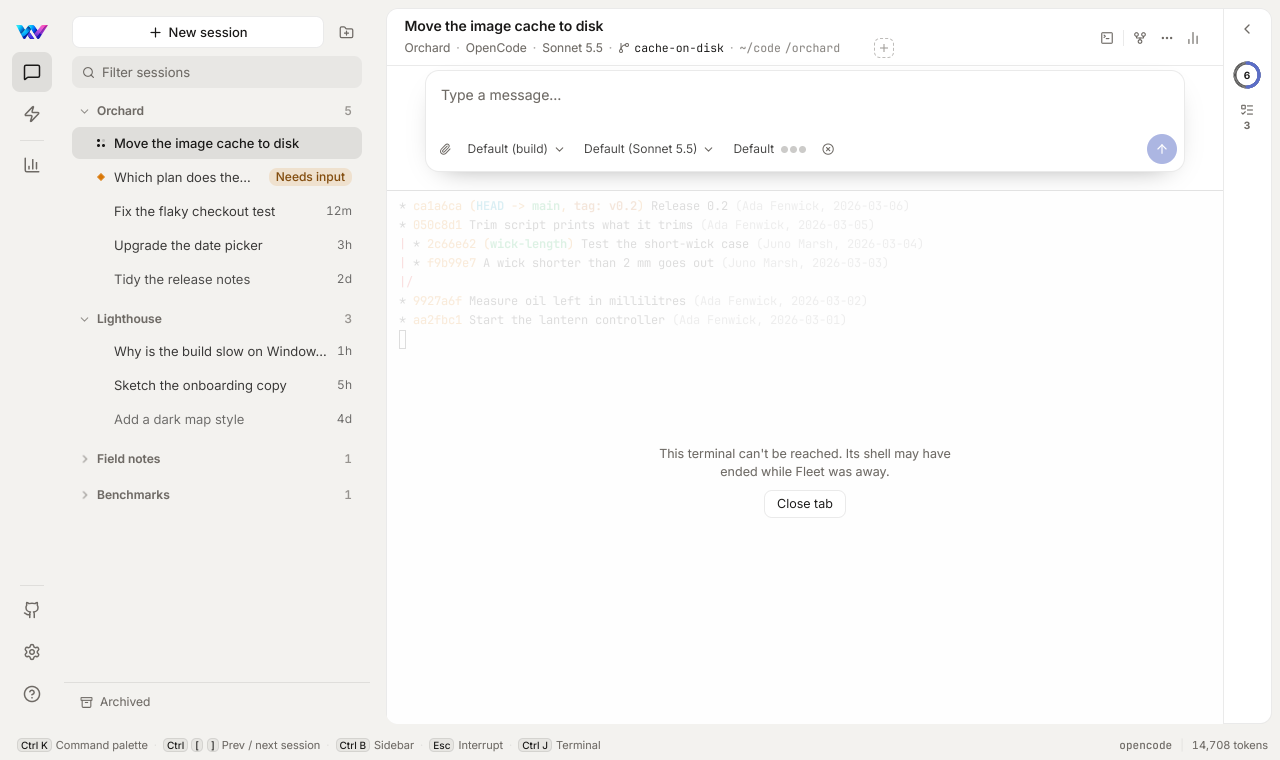 New session
Filter sessions
Orchard 5
Move the image cache to disk
Which plan does the... Needs input
Fix the flaky checkout test 12m
Upgrade the date picker 3h
Tidy the release notes 2d
Lighthouse 3
Why is the build slow on Window... 1h
Sketch the onboarding copy 5h
Add a dark map style 4d
Field notes 1
Benchmarks 1
Archived
Move the image cache to disk
Orchard · OpenCode · Sonnet 5.5 · cache-on-disk · ~/code/orchard
Type a message...
Default (build) Default (Sonnet 5.5) Default
* ca1a6ca (HEAD -> main, tag: v0.2) Release 0.2 (Ada Fenwick, 2026-03-06)
* 850c8d1 Trim script prints what it trims (Ada Fenwick, 2026-03-05)
| * 2c66e62 (wick-length) Test the short-wick case (Juno Marsh, 2026-03-04)
| * f9b99e7 A wick shorter than 2 mm goes out (Juno Marsh, 2026-03-03)
|/
* 9927a6f Measure oil left in millilitres (Ada Fenwick, 2026-03-02)
* aa2fbc1 Start the lantern controller (Ada Fenwick, 2026-03-01)
This terminal can't be reached. Its shell may have
ended while Fleet was away.
Close tab
6
3
Ctrl K Command palette Ctrl [ ] Prev / next session Ctrl B Sidebar Esc Interrupt Ctrl J Terminal
opencode 14,708 tokens